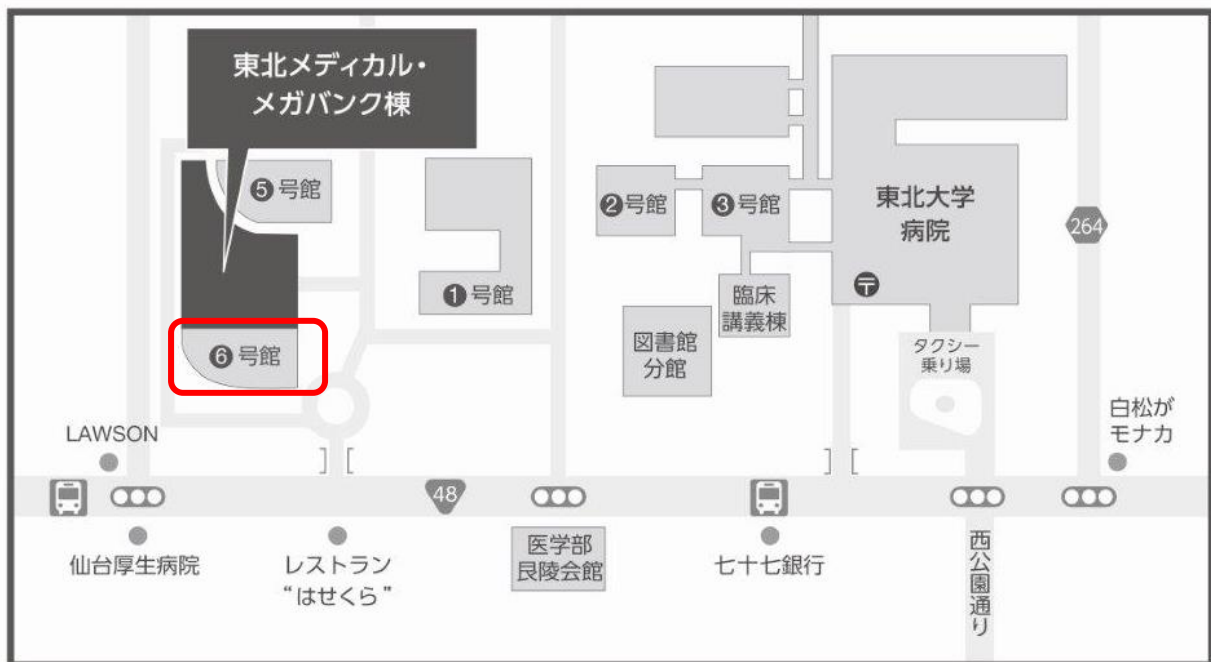 東北メディカル・
メガバンク棟
❺号館
❷号館
❸号館
東北大学
病院
264
❶号館
〒
臨床
講義棟
❻号館
図書館
分館
タクシー
乗り場
LAWSON
白松が
モナカ
48
仙台厚生病院
レストラン
“はせくら”
医学部
艮陵会館
七十七銀行
西公園通り